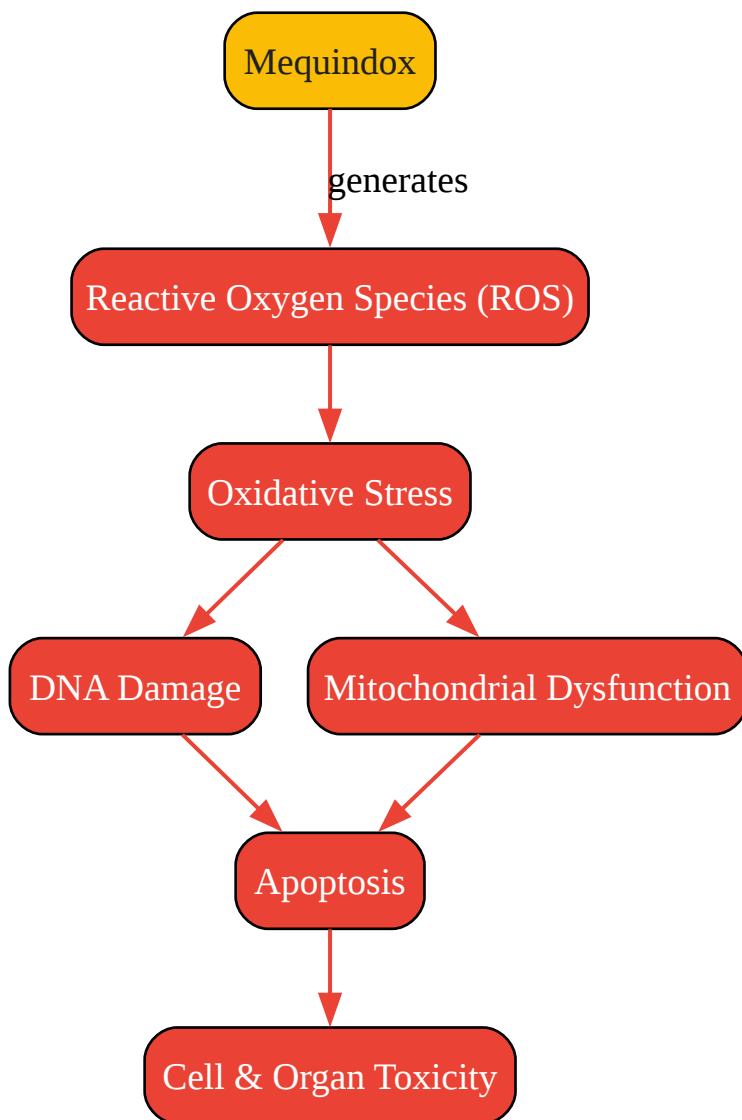 Mequindox
generates
Reactive Oxygen Species (ROS)
Oxidative Stress
DNA Damage
Mitochondrial Dysfunction
Apoptosis
Cell & Organ Toxicity